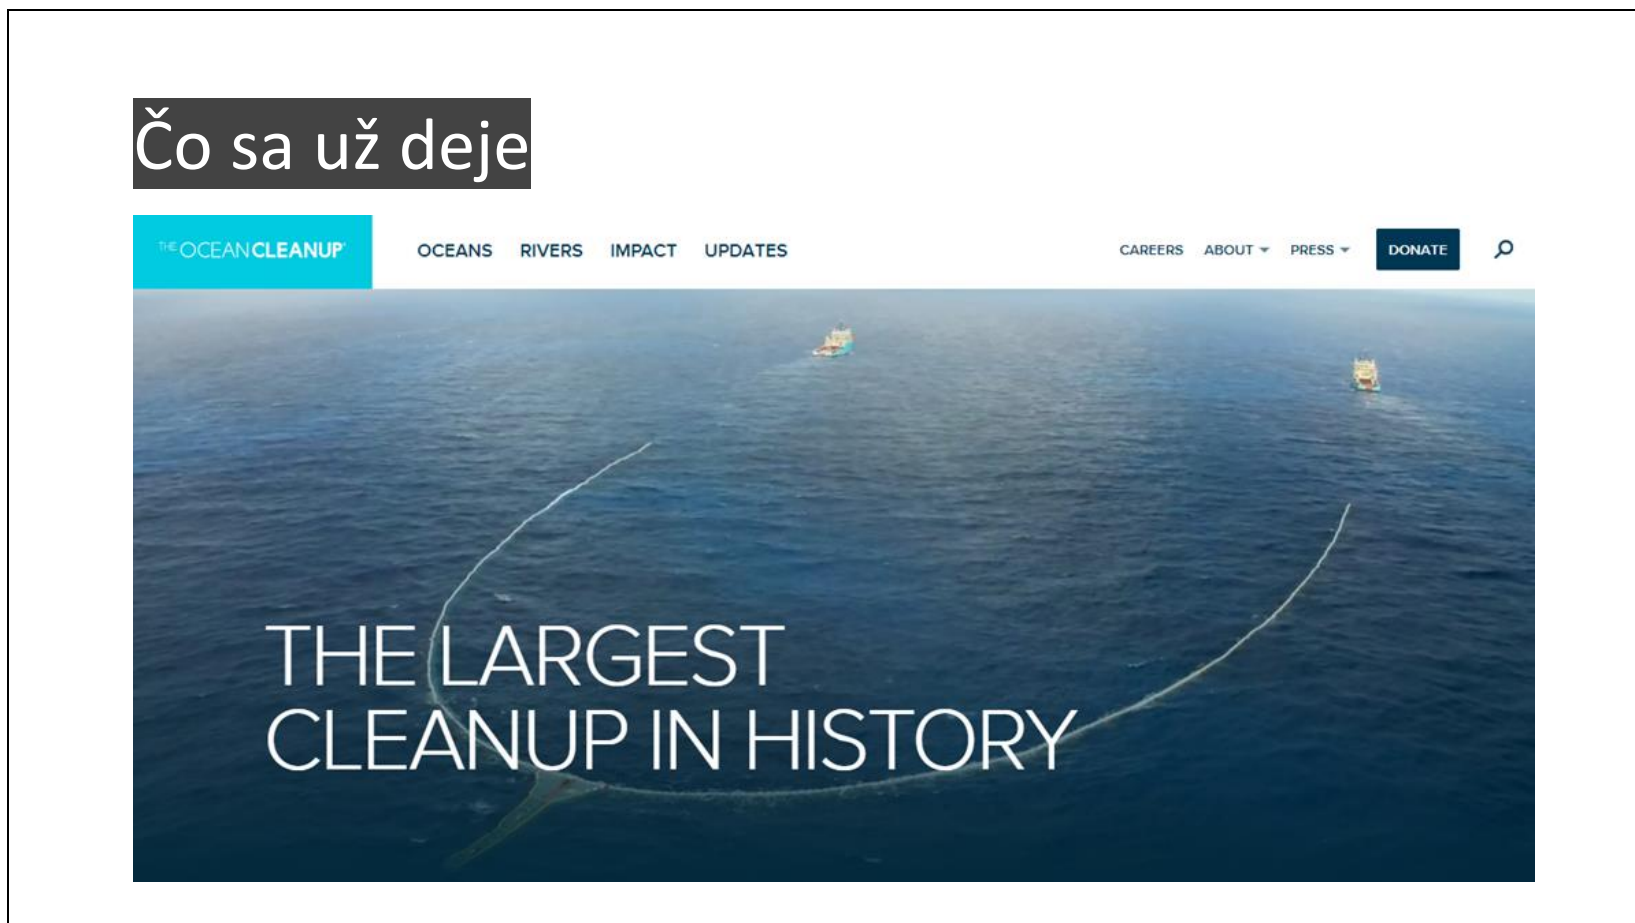 Čo sa už deje
THE OCEAN CLEANUP
OCEANS RIVERS IMPACT UPDATES
CAREERS ABOUT PRESS DONATE
THE LARGEST
CLEANUP IN HISTORY